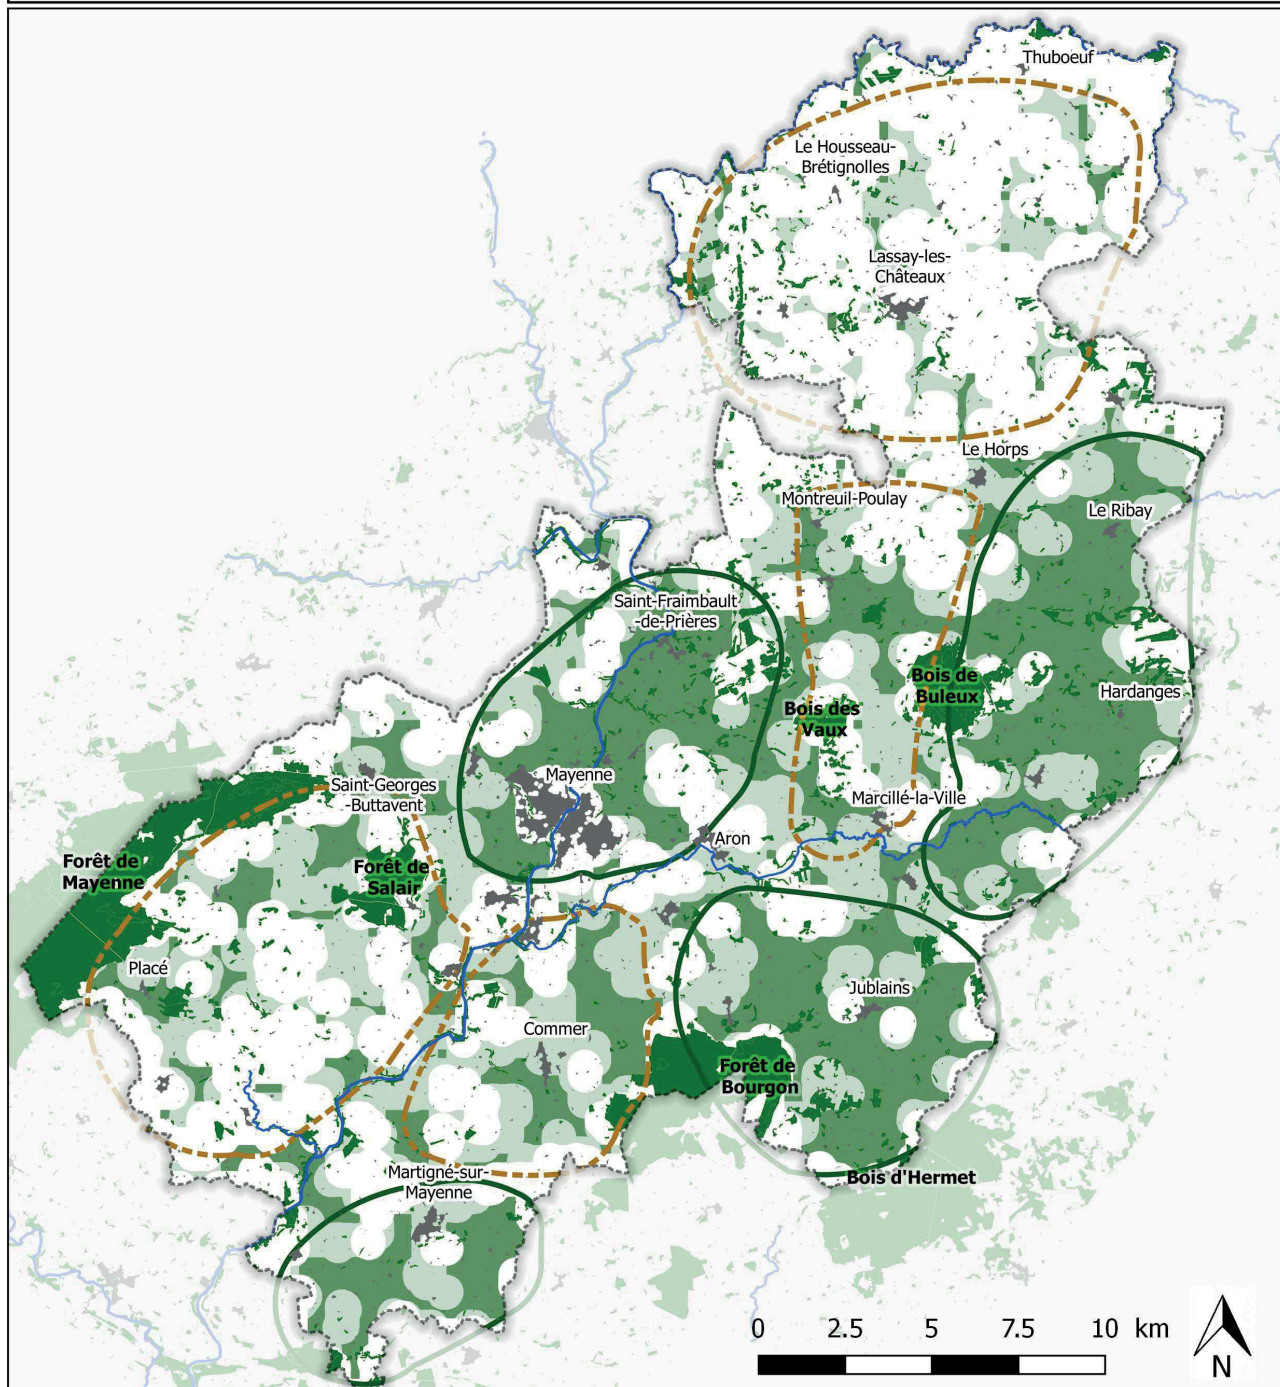 Thuboeuf
Le Housseau-
Brétignolles
Lassay-les-
Châteaux
Le Horps
Montreuil-Poulay
Le Ribay
Saint-Fraimbault
-de-Prières
Bois de
Buleux
Hardanges
Bois des
Vaux
Mayenne
Saint-Georges
-Buttavent
Marcillé-la-Ville
Aron
Forêt de
Mayenne
Forêt de
Salair
Placé
Jublains
Commer
Forêt de
Bourgon
Martigné-sur-
Mayenne
Bois d'Hermet
0 2.5 5 7.5 10 km
N